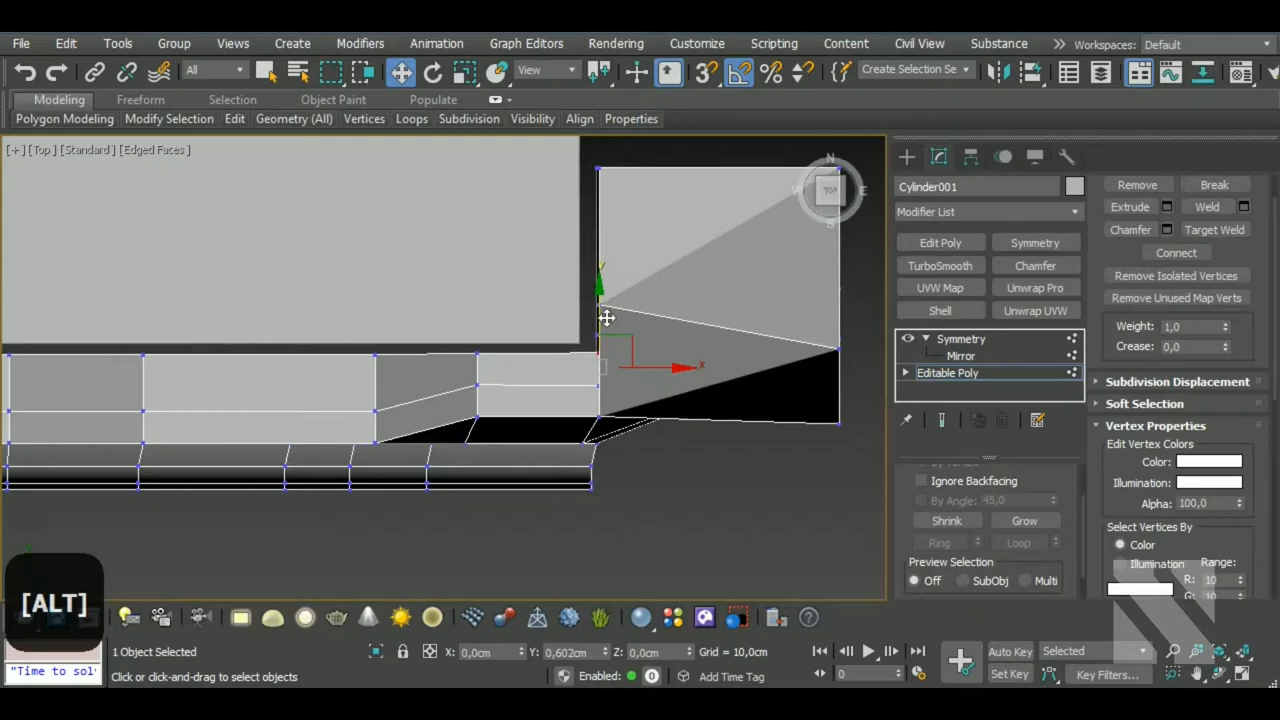 File Edit Tools Group Views Create Modifiers Animation Graph Editors Rendering Customize Scripting Content Civil View Substance Workspaces: Default
All View Create Selection Se
Modeling Freeform Selection Object Paint Populate
Polygon Modeling Modify Selection Edit Geometry (All) Vertices Loops Subdivision Visibility Align Properties
[+] [Top] [Standard] [Edged Faces]
N
TOP
E
S
y
x
Cylinder001
Modifier List
Edit Poly Symmetry
TurboSmooth Chamfer
UVW Map Unwrap Pro
Shell Unwrap UVW
Symmetry
Mirror
Editable Poly
Ignore Backfacing
By Angle: 45,0
Shrink Grow
Ring Loop
Preview Selection
Off SubObj Multi
Remove Break
Extrude Weld
Chamfer Target Weld
Connect
Remove Isolated Vertices
Remove Unused Map Verts
Weight: 1,0
Crease: 0,0
Subdivision Displacement
Soft Selection
Vertex Properties
Edit Vertex Colors
Color:
Illumination:
Alpha: 100,0
Select Vertices By
Color
Illumination Range:
R: 10
G: 10
[ALT]
"Time to sol
1 Object Selected
Click or click-and-drag to select objects
X: 0,0cm Y: 0,602cm Z: 0,0cm Grid = 10,0cm
Enabled: 0 Add Time Tag
0
Auto Key Selected
Set Key Key Filters...